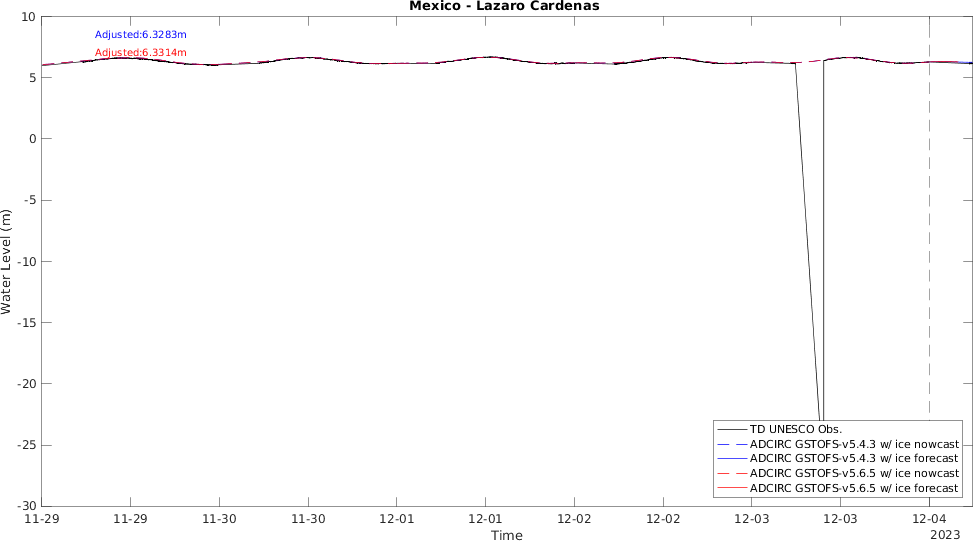 Mexico - Lazaro Cardenas
Adjusted:6.3283m
Adjusted:6.3314m
Water Level (m)
10
5
0
-5
-10
-15
-20
-25
-30
TD UNESCO Obs.
ADCIRC GSTOFS-v5.4.3 w/ ice nowcast
ADCIRC GSTOFS-v5.4.3 w/ ice forecast
ADCIRC GSTOFS-v5.6.5 w/ ice nowcast
ADCIRC GSTOFS-v5.6.5 w/ ice forecast
11-29 11-29 11-30 11-30 12-01 12-01 12-02 12-02 12-03 12-03 12-04
Time
2023